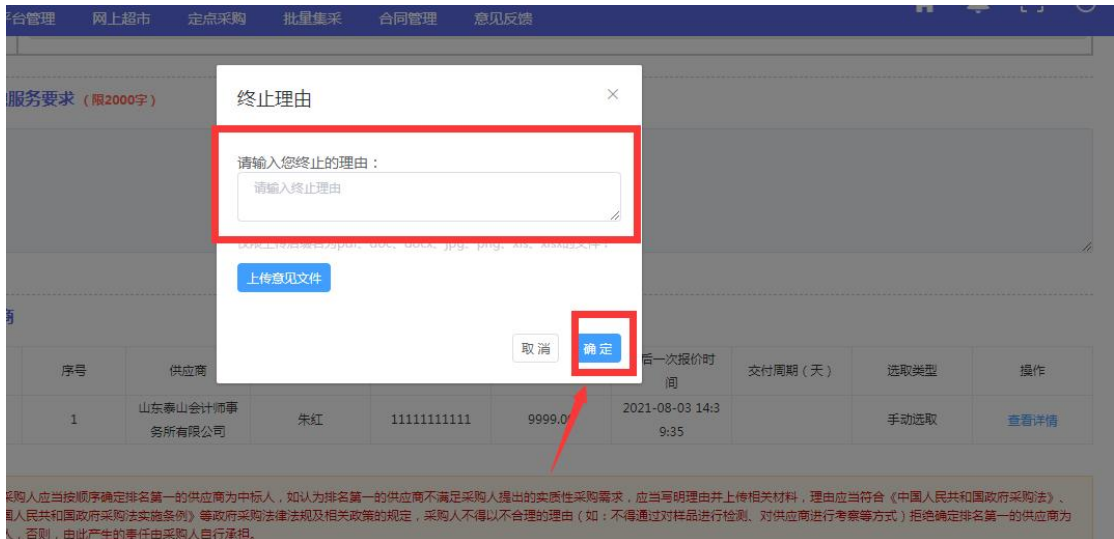 平台管理 网上超市 定点采购 批量集采 合同管理 意见反馈
服务要求（限2000字）
终止理由
请输入您终止的理由：
请输入终止理由
上传意见文件
取消 确定
商
序号 供应商 后一次报价时 交付周期（天） 选取类型 操作
间
1 山东泰山会计师事 朱红 11111111111 9999.0 2021-08-03 14:3 手动选取 查看详情
务所有限公司 9:35
采购人应当按顺序确定排名第一的供应商为中标人，如认为排名第一的供应商不满足采购人提出的实质性采购需求，应当写明理由并上传相关材料，理由应当符合《中国人民共和国政府采购法》、
国人民共和国政府采购法实施条例》等政府采购法律法规及相关政策的规定，采购人不得以不合理的理由（如：不得通过对样品进行检测、对供应商进行考察等方式）拒绝确定排名第一的供应商为
人，否则，由此产生的责任由采购人自行承担。